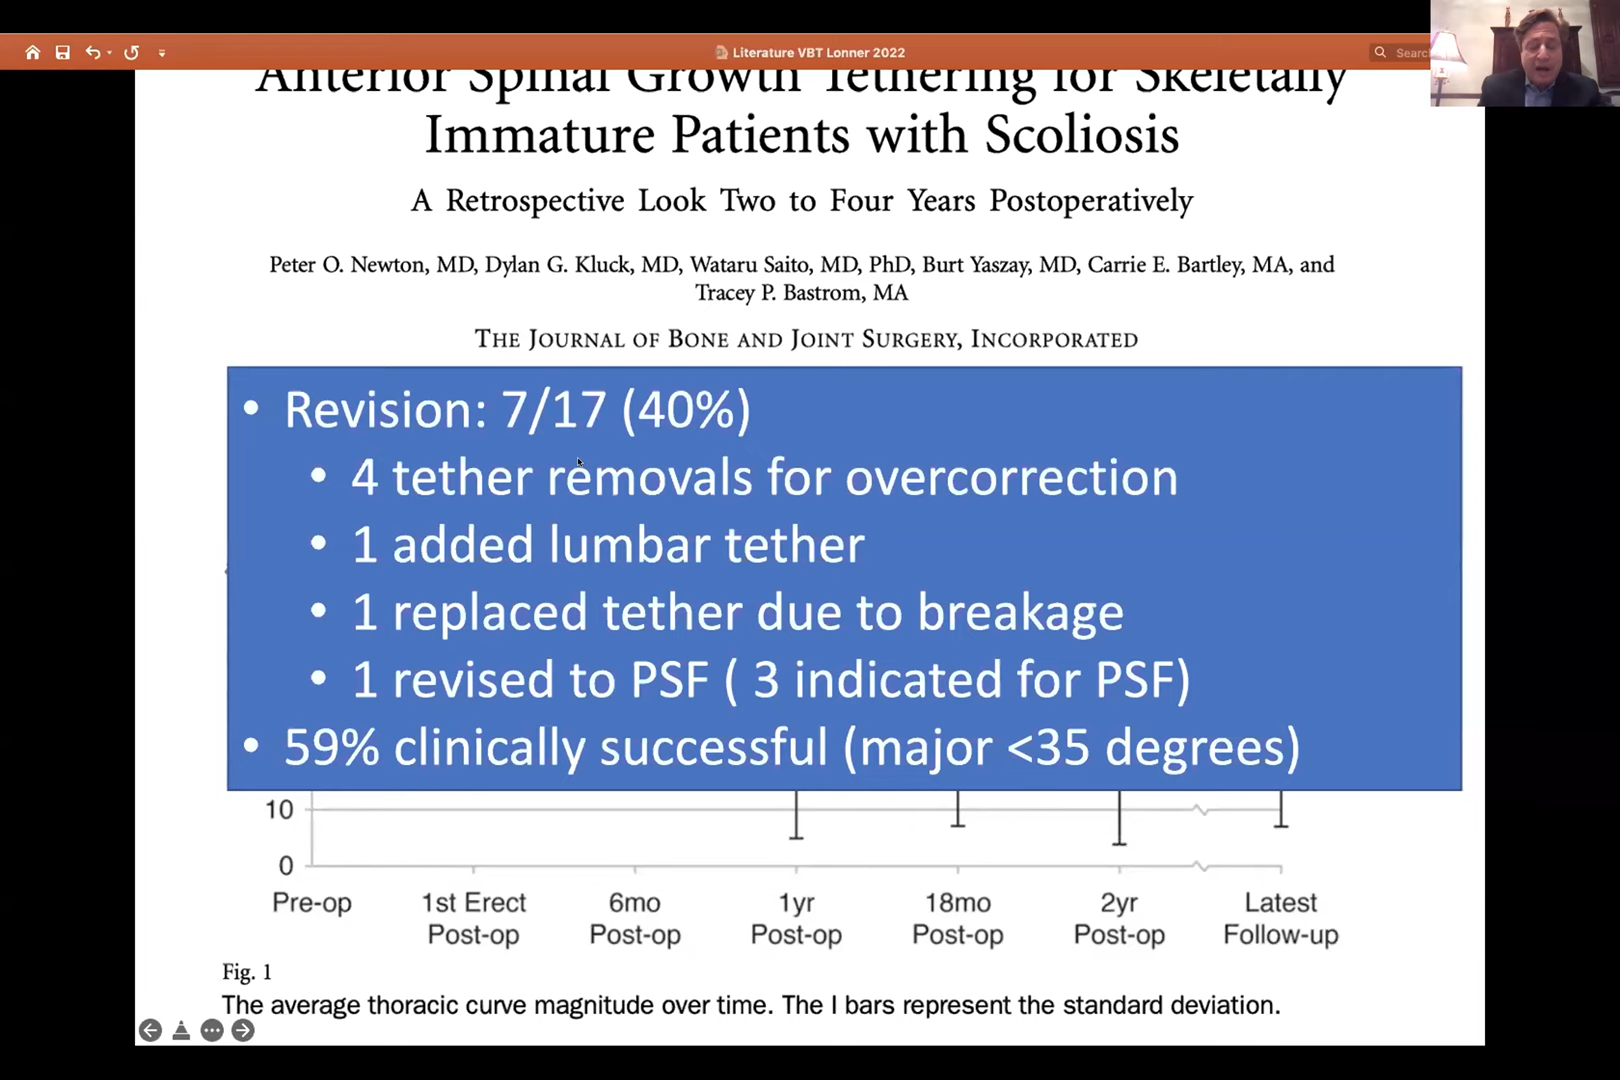 Literature VBT Lonner 2022
Searc
Anterior Spinal Growth Tethering for Skeletally
Immature Patients with Scoliosis
A Retrospective Look Two to Four Years Postoperatively
Peter O. Newton, MD, Dylan G. Kluck, MD, Wataru Saito, MD, PhD, Burt Yaszay, MD, Carrie E. Bartley, MA, and
Tracey P. Bastrom, MA
THE JOURNAL OF BONE AND JOINT SURGERY, INCORPORATED
• Revision: 7/17 (40%)
• 4 tether removals for overcorrection
• 1 added lumbar tether
• 1 replaced tether due to breakage
• 1 revised to PSF ( 3 indicated for PSF)
• 59% clinically successful (major <35 degrees)
10
0
Pre-op 1st Erect 6mo 1yr 18mo 2yr Latest
Post-op Post-op Post-op Post-op Post-op Follow-up
Fig. 1
The average thoracic curve magnitude over time. The I bars represent the standard deviation.